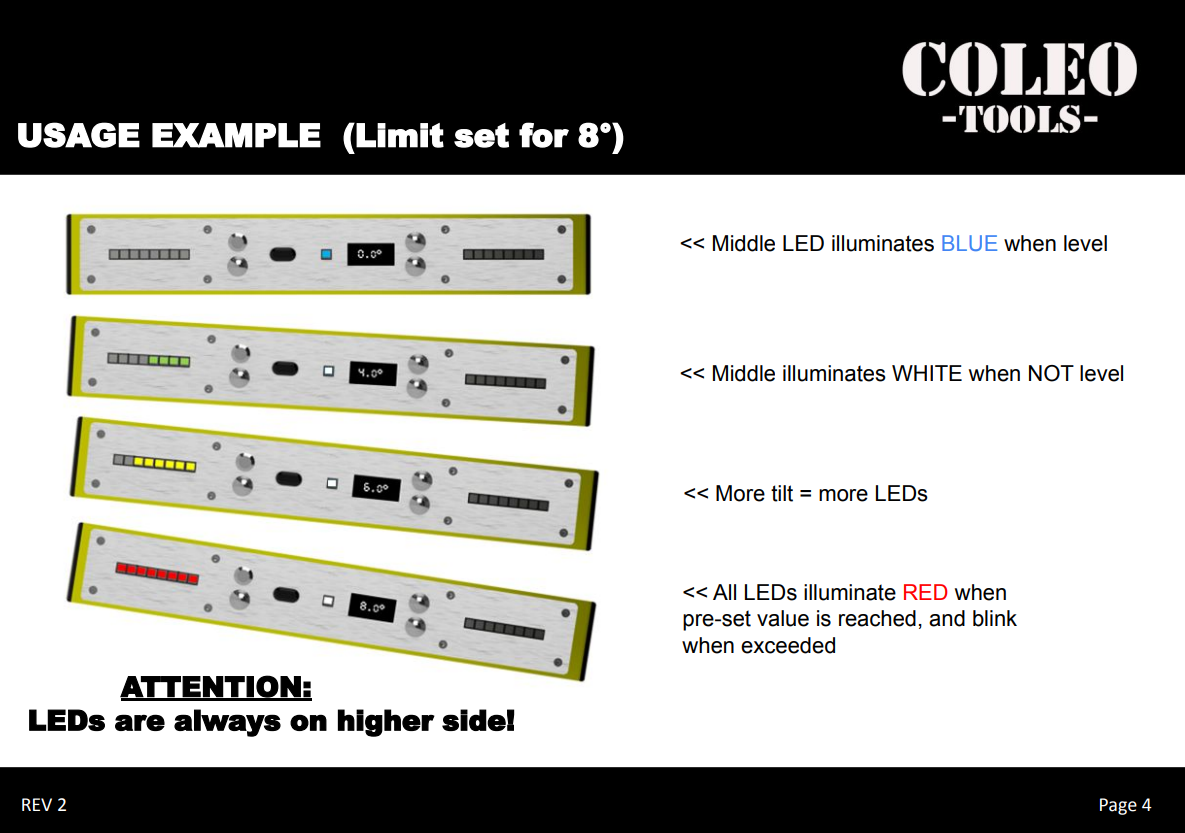 COLEO
-TOOLS-
USAGE EXAMPLE (Limit set for 8°)
0.0°
<< Middle LED illuminates BLUE when level
4.0°
<< Middle illuminates WHITE when NOT level
6.0°
<< More tilt = more LEDs
8.0°
<< All LEDs illuminate RED when
pre-set value is reached, and blink
when exceeded
ATTENTION:
LEDs are always on higher side!
REV 2
Page 4